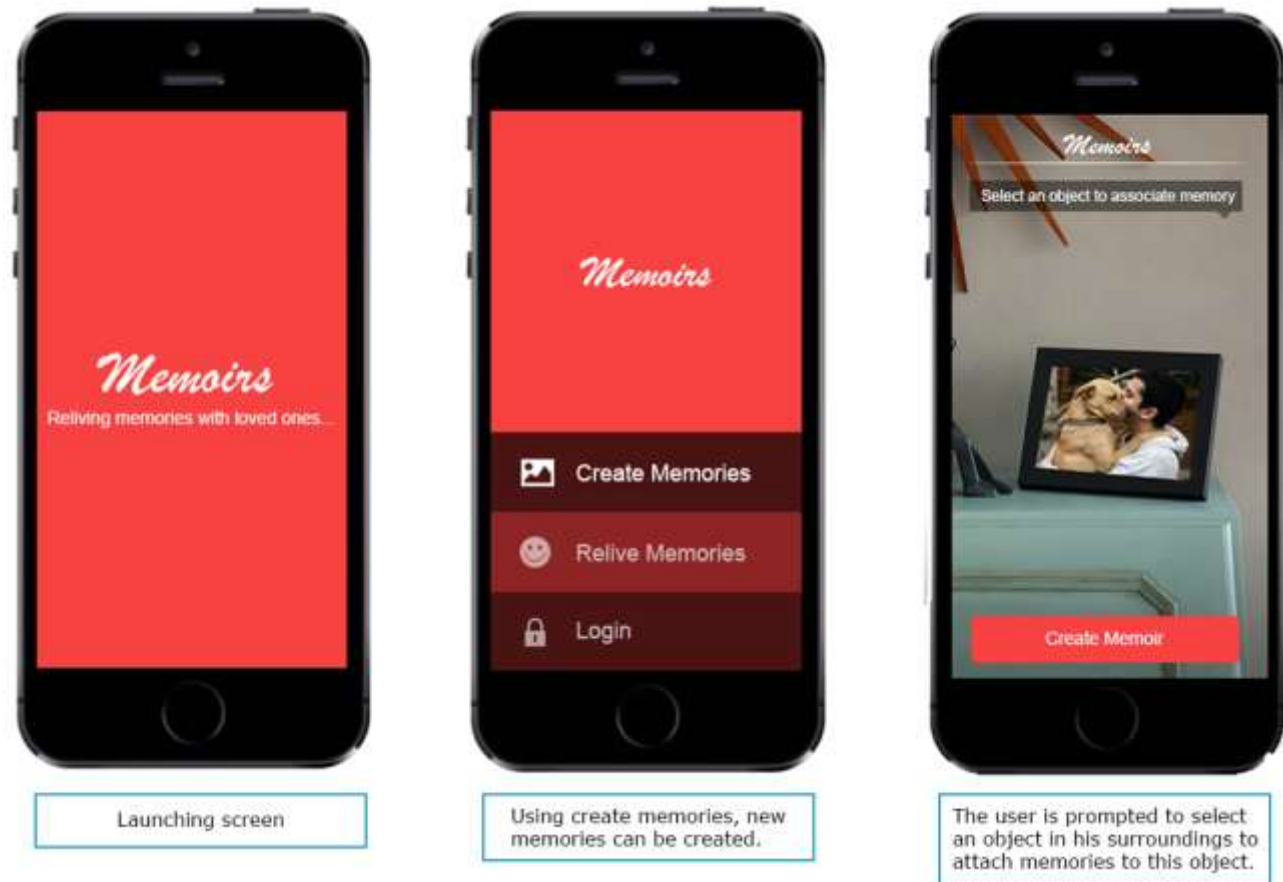 Memoirs
Reliving memories with loved ones...
Launching screen
Memoirs
Create Memories
Relive Memories
Login
Using create memories, new
memories can be created.
Memoirs
Select an object to associate memory
Create Memoir
The user is prompted to select
an object in his surroundings to
attach memories to this object.